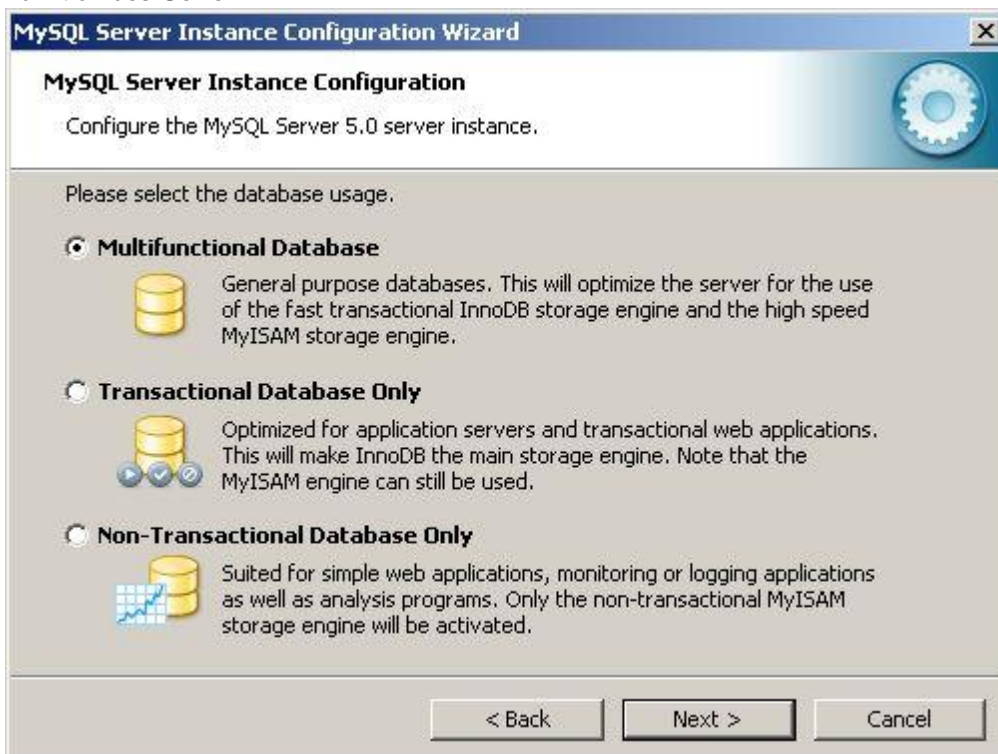 MySQL Server Instance Configuration Wizard
MySQL Server Instance Configuration
Configure the MySQL Server 5.0 server instance.
Please select the database usage.
Multifunctional Database
General purpose databases. This will optimize the server for the use
of the fast transactional InnoDB storage engine and the high speed
MyISAM storage engine.
Transactional Database Only
Optimized for application servers and transactional web applications.
This will make InnoDB the main storage engine. Note that the
MyISAM engine can still be used.
Non-Transactional Database Only
Suited for simple web applications, monitoring or logging applications
as well as analysis programs. Only the non-transactional MyISAM
storage engine will be activated.
< Back Next > Cancel